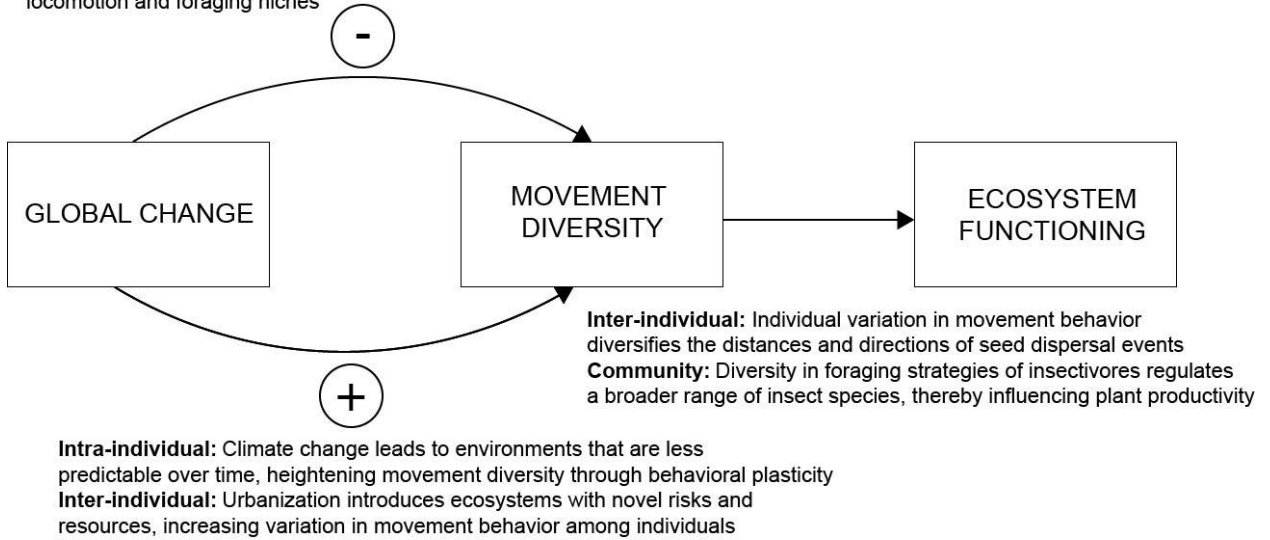 locomotion and foraging niches
-
GLOBAL CHANGE
MOVEMENT
DIVERSITY
ECOSYSTEM
FUNCTIONING
Inter-individual: Individual variation in movement behavior
diversifies the distances and directions of seed dispersal events
Community: Diversity in foraging strategies of insectivores regulates
a broader range of insect species, thereby influencing plant productivity
+
Intra-individual: Climate change leads to environments that are less
predictable over time, heightening movement diversity through behavioral plasticity
Inter-individual: Urbanization introduces ecosystems with novel risks and
resources, increasing variation in movement behavior among individuals